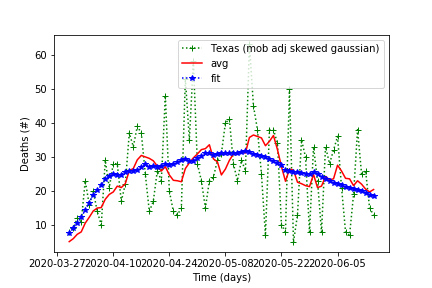 Texas (mob adj skewed gaussian)
avg
fit
60
50
40
30
20
10
Deaths (#)
2020-03-27 2020-04-10 2020-04-24 2020-05-08 2020-05-22 2020-06-05
Time (days)